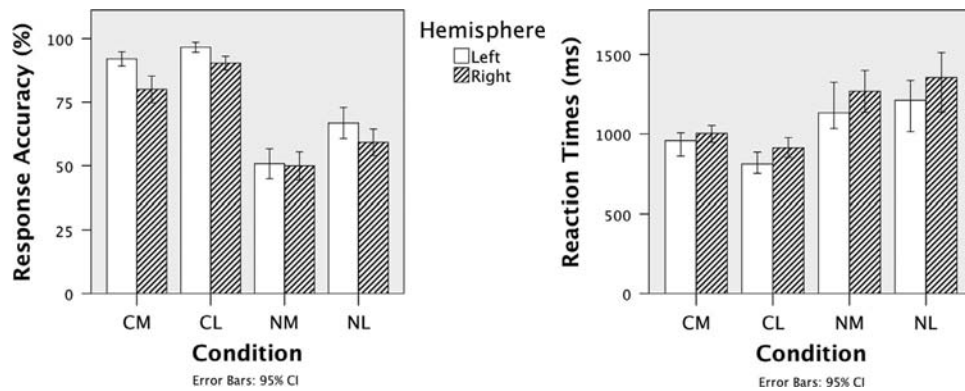 Response Accuracy (%)
100
75
50
25
0
CM CL NM NL
Condition
Error Bars: 95% CI
Hemisphere
Left
Right
Reaction Times (ms)
1500
1000
500
0
CM CL NM NL
Condition
Error Bars: 95% CI